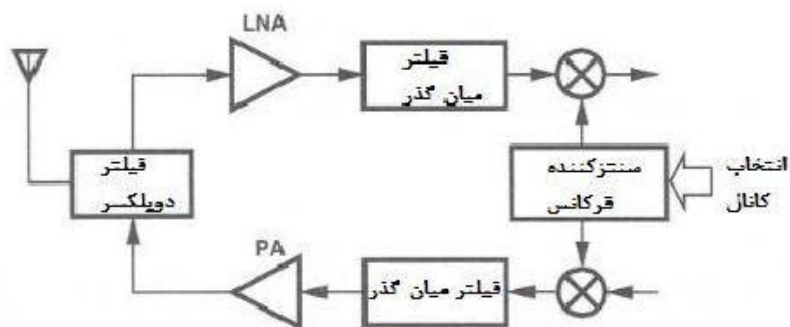 LNA
فیلتر
میان گذر
فیلتر
دوپلکسر
سنتزکننده
فرکانس
انتخاب
کانال
PA
فیلتر میان گذر